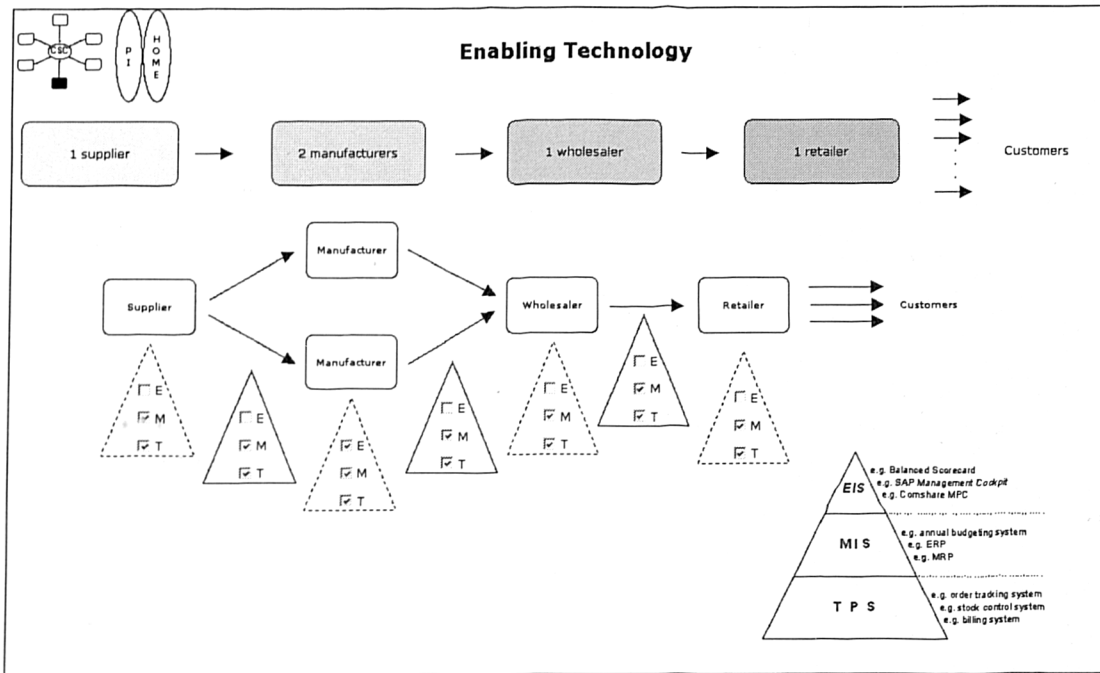 Enabling Technology
CSC
P
I
H
O
M
E
1 supplier
2 manufacturers
1 wholesaler
1 retailer
Customers
Manufacturer
Supplier
Wholesaler
Retailer
Customers
Manufacturer
E
M
T
E
M
T
E
M
T
E
M
T
E
M
T
E
M
T
E
M
T
EIS
e.g. Balanced Scorecard
e.g. SAP Management Cockpit
e.g. Comshare MPC
MIS
e.g. annual budgeting system
e.g. ERP
e.g. MRP
T P S
e.g. order tracking system
e.g. stock control system
e.g. billing system